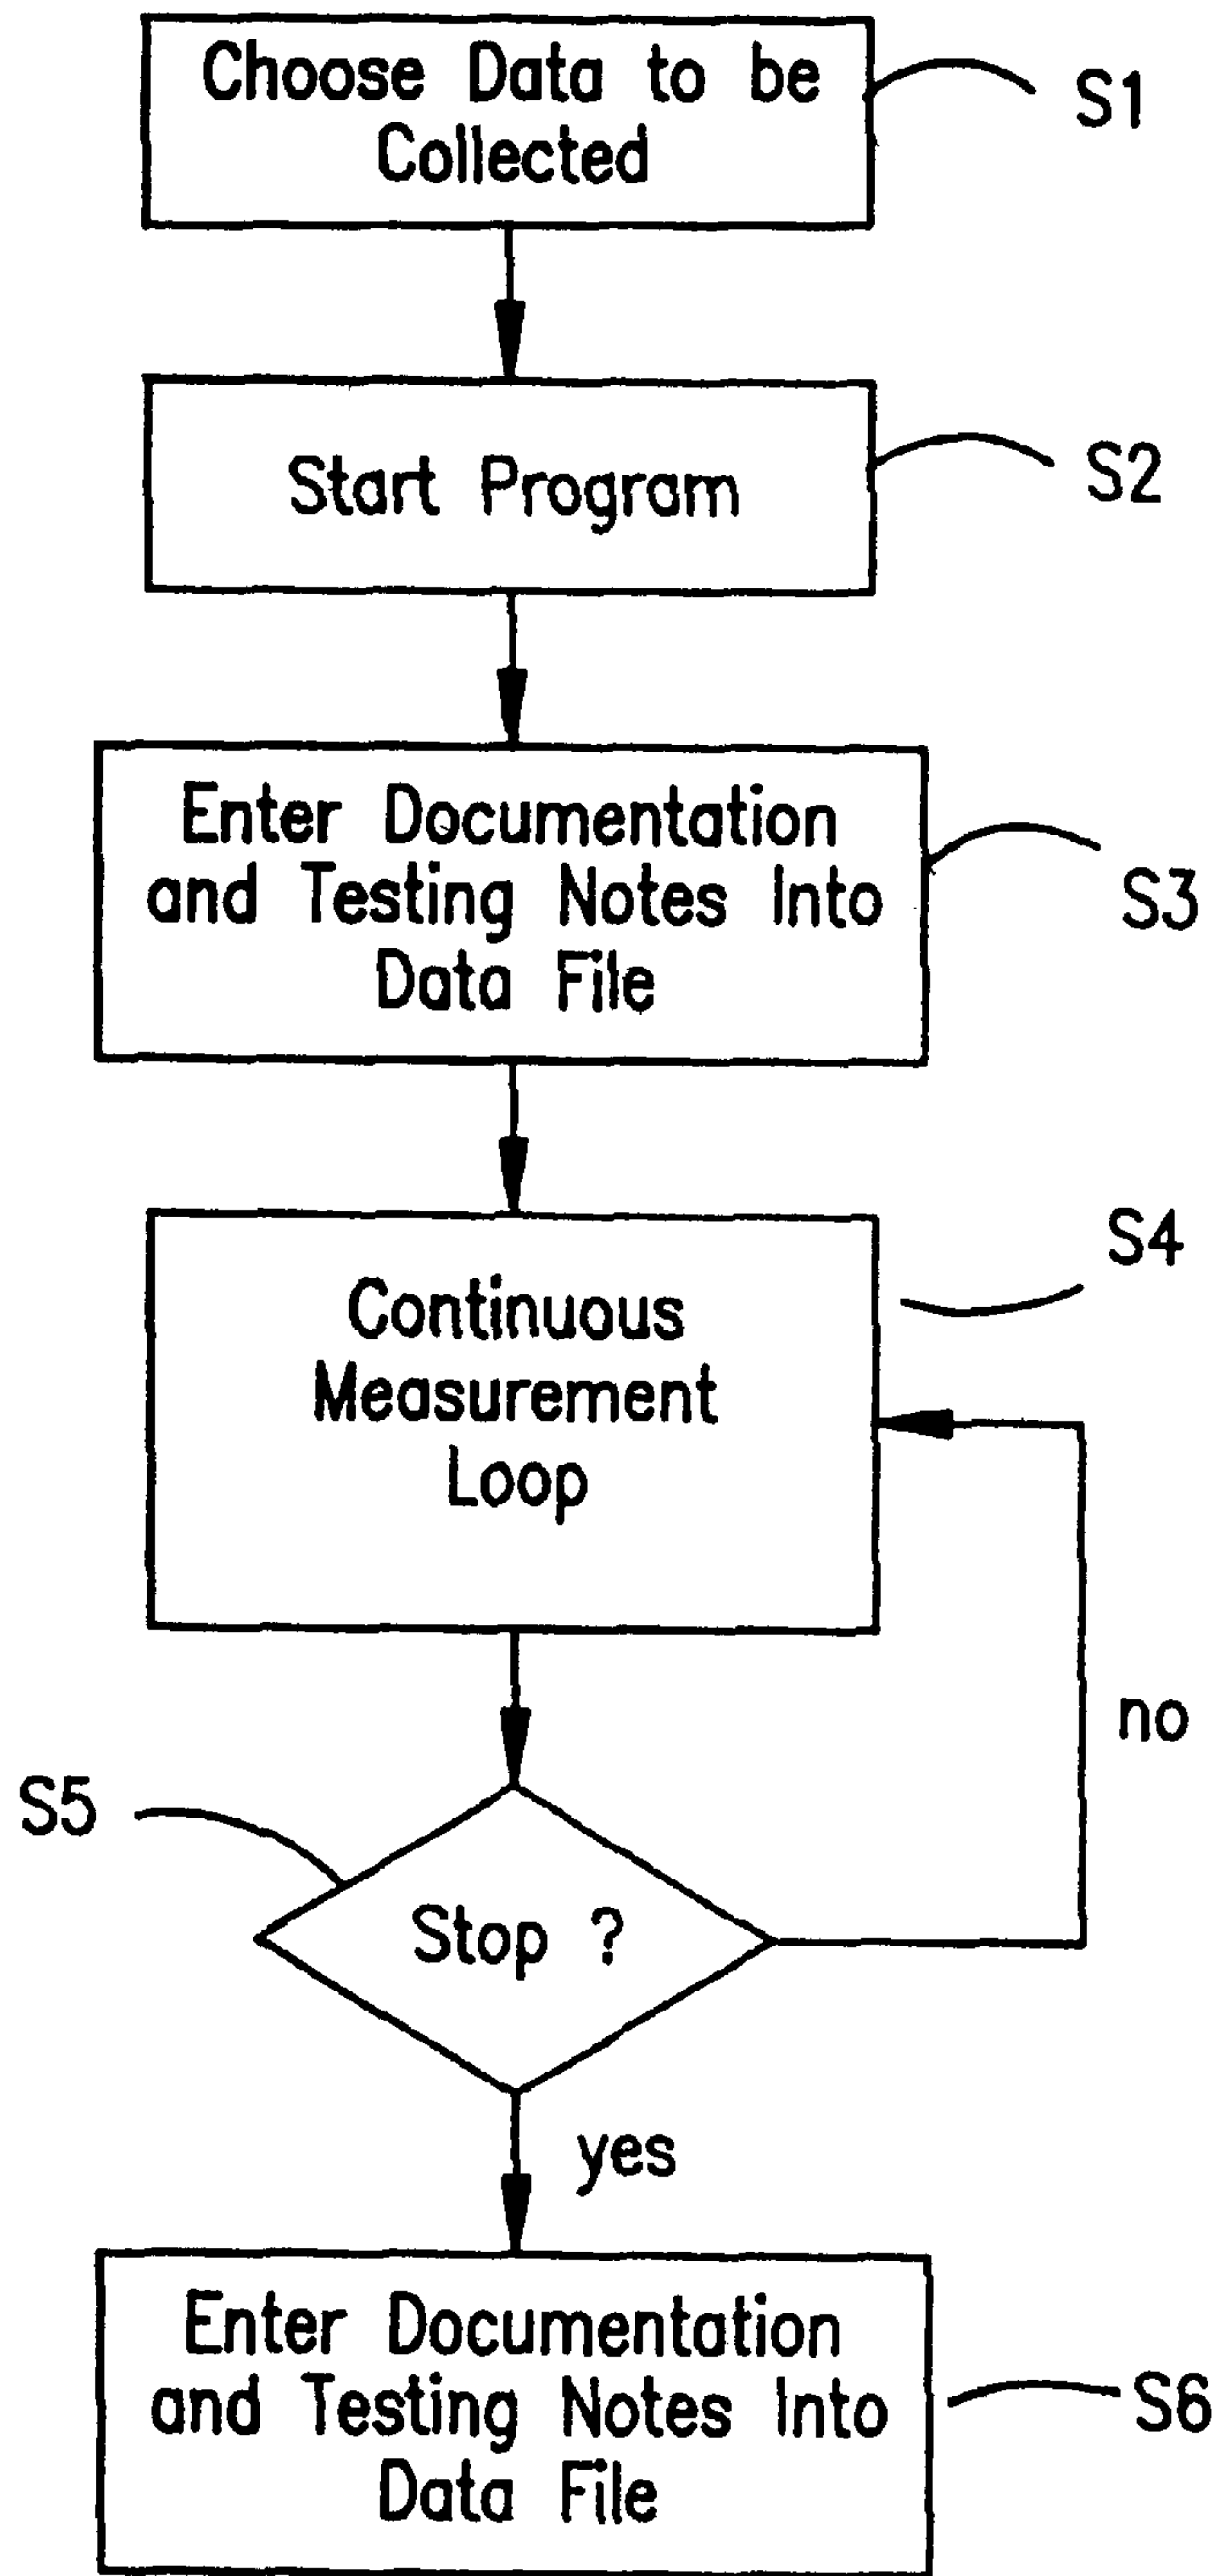 Choose Data to be
Collected
S1
Start Program
S2
Enter Documentation
and Testing Notes Into
Data File
S3
Continuous
Measurement
Loop
S4
no
S5
Stop ?
yes
Enter Documentation
and Testing Notes Into
Data File
S6